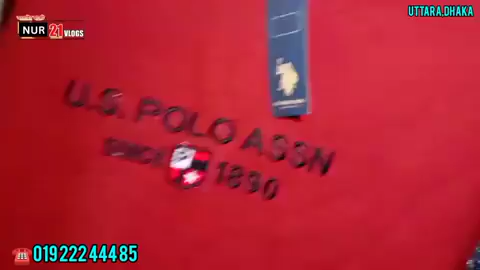 NUR 21 VLOGS
UTTARA,DHAKA
U.S. POLO ASSN
SINCE 1890
01922244485